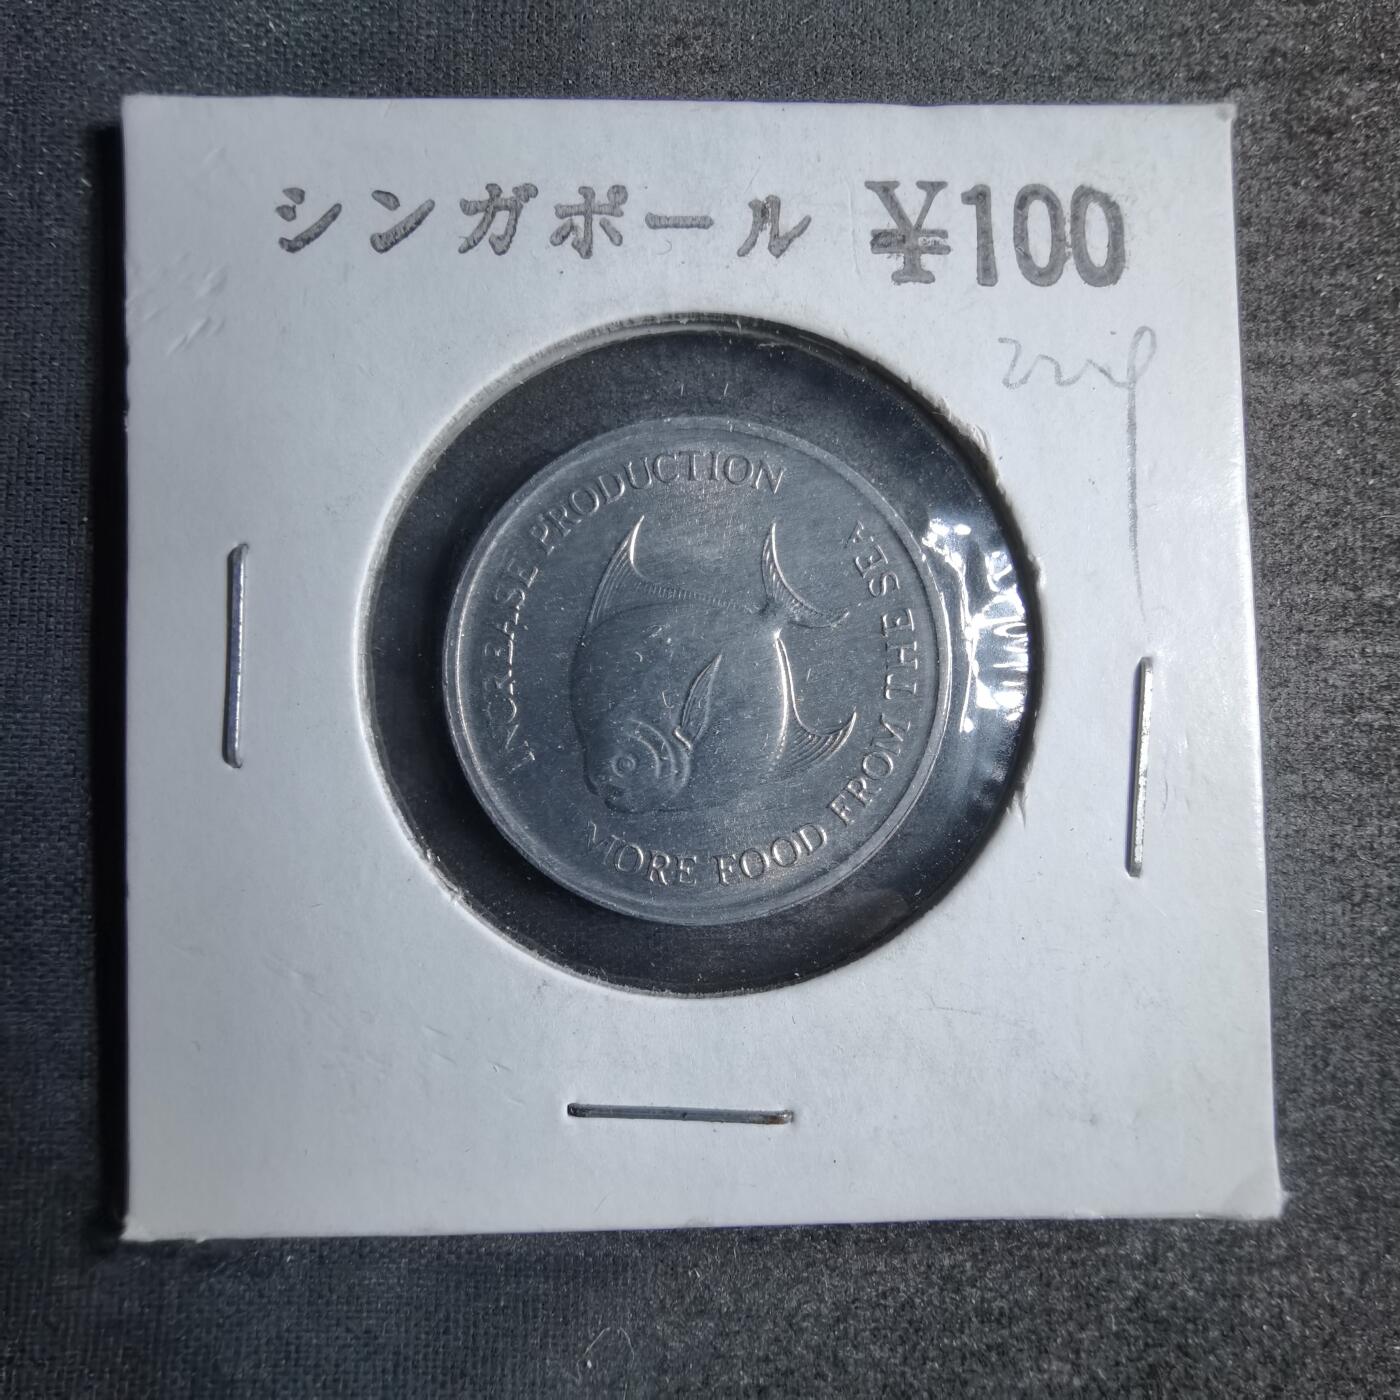 シンガポール ¥100
INCREASE PRODUCTION
MORE FOOD FROM THE SEA